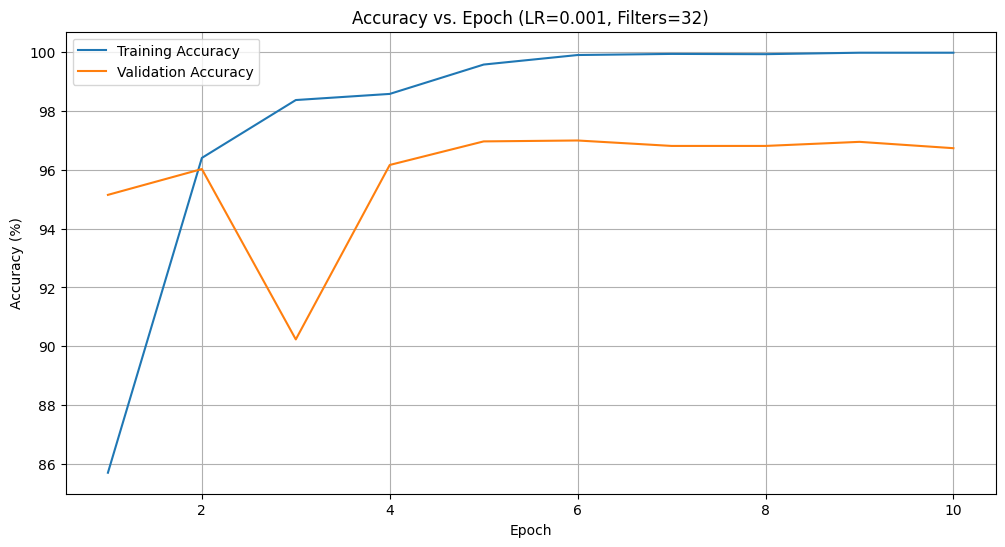 Accuracy vs. Epoch (LR=0.001, Filters=32)
Training Accuracy
Validation Accuracy
Accuracy (%)
100
98
96
94
92
90
88
86
2
4
6
8
10
Epoch